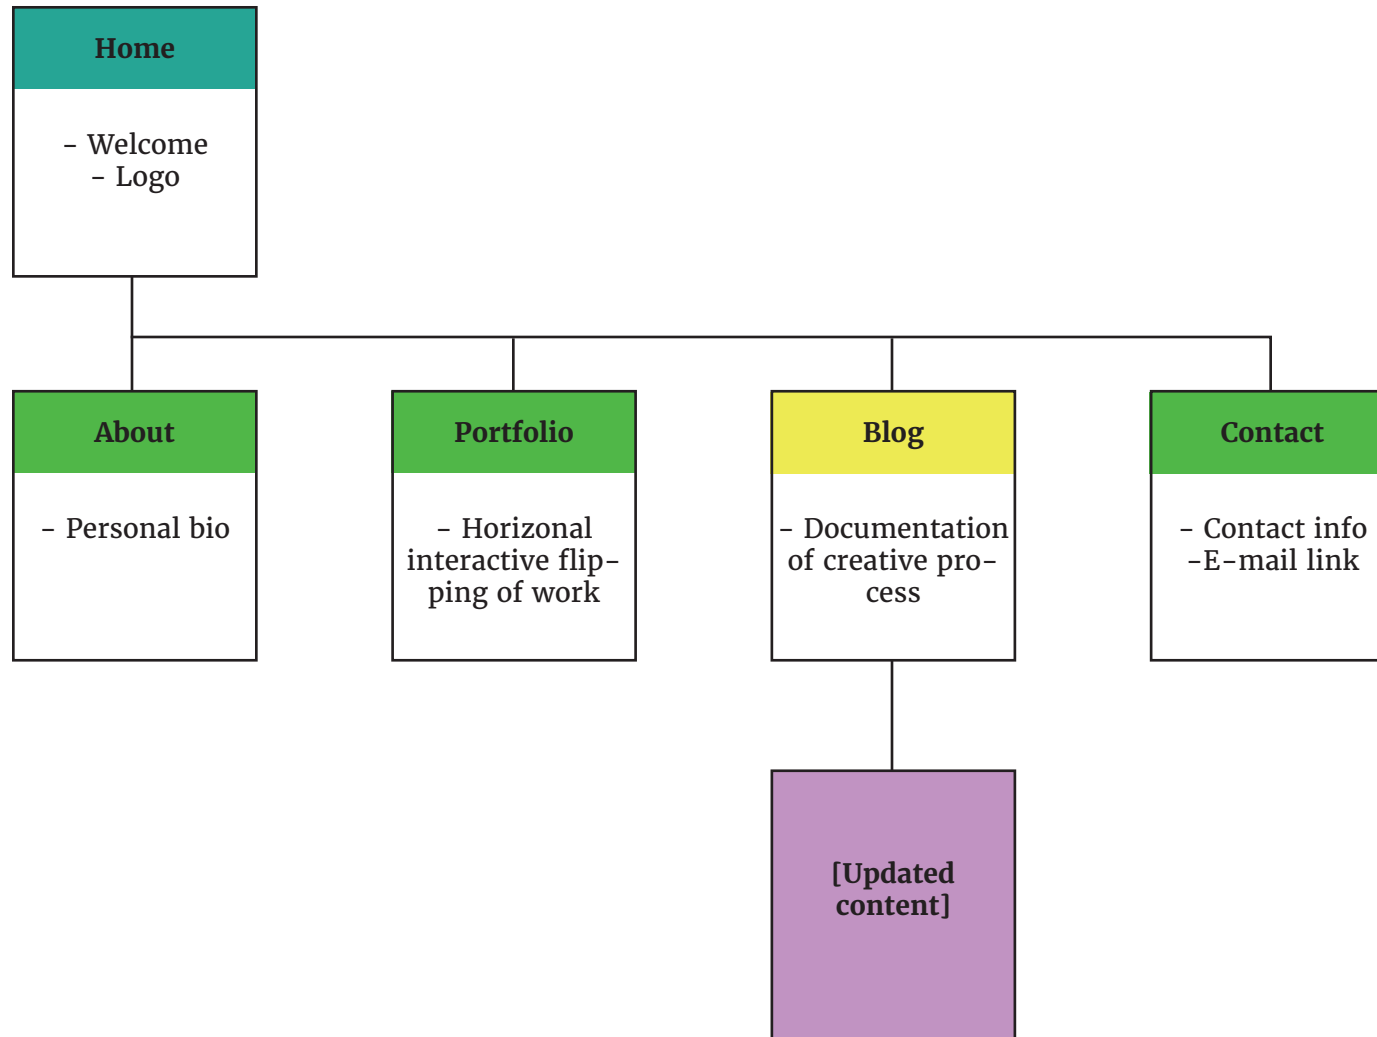 Home
- Welcome
- Logo
About
- Personal bio
Portfolio
- Horizonal
interactive flip-
ping of work
Blog
- Documentation
of creative pro-
cess
Contact
- Contact info
-E-mail link
[Updated
content]